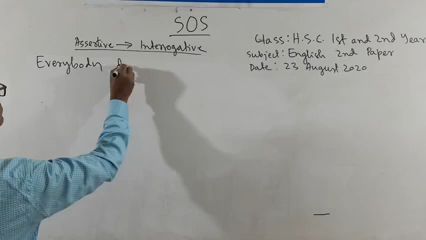 SOS
Assertive → Interrogative
Everybody
Class: H.S.C 1st and 2nd Year
Subject: English 2nd Paper
Date: 23 August 2020